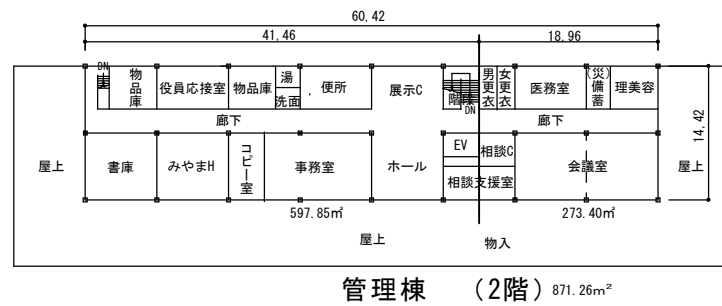 60,42
41,46
18,96
DN
物品庫
役員応接室
物品庫
湯
洗面
便所
展示C
階段
DN
男更衣
女更衣
医務室
(災)備蓄
理美容
廊下
廊下
14,42
屋上
書庫
みやまH
コピー室
事務室
ホール
EV
相談C
相談支援室
会議室
屋上
597.85㎡
273.40㎡
屋上
物入
管理棟 (2階) 871.26m²